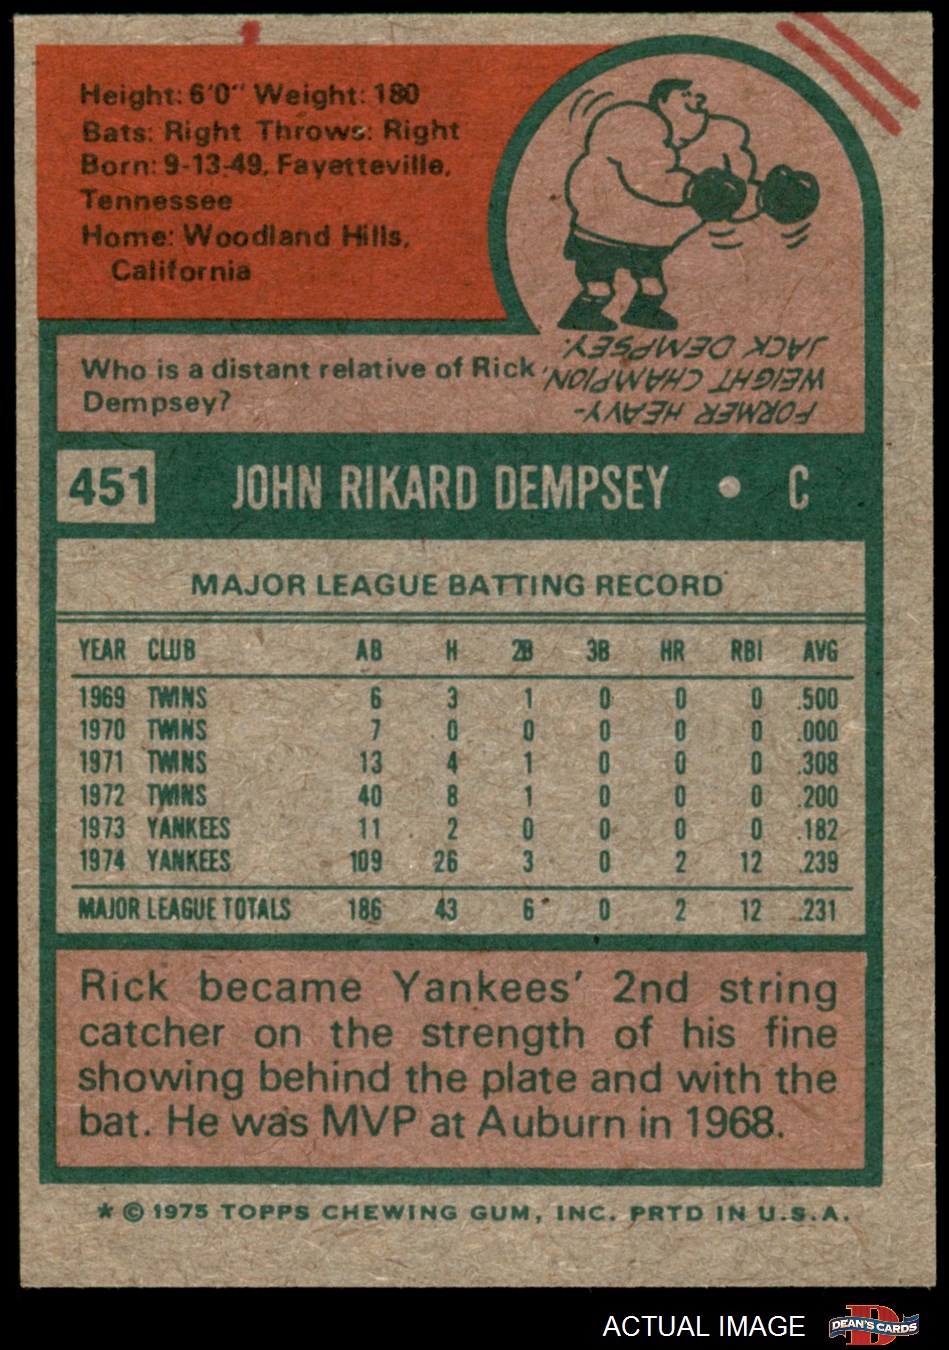 Height: 6'0" Weight: 180
Bats: Right Throws: Right
Born: 9-13-49, Fayetteville,
Tennessee
Home: Woodland Hills,
California
Who is a distant relative of Rick
Dempsey?
FORMER HEAVY-
WEIGHT CHAMPION,
JACK DEMPSEY.
451 JOHN RIKARD DEMPSEY • C
MAJOR LEAGUE BATTING RECORD
YEAR CLUB AB H 2B 3B HR RBI AVG
1969 TWINS 6 3 1 0 0 0 .500
1970 TWINS 7 0 0 0 0 0 .000
1971 TWINS 13 4 1 0 0 0 .308
1972 TWINS 40 8 1 0 0 0 .200
1973 YANKEES 11 2 0 0 0 0 .182
1974 YANKEES 109 26 3 0 2 12 .239
MAJOR LEAGUE TOTALS 186 43 6 0 2 12 .231
Rick became Yankees' 2nd string
catcher on the strength of his fine
showing behind the plate and with the
bat. He was MVP at Auburn in 1968.
* © 1975 TOPPS CHEWING GUM, INC. PRTD IN U.S.A.
ACTUAL IMAGE
D
DEAN'S CARDS